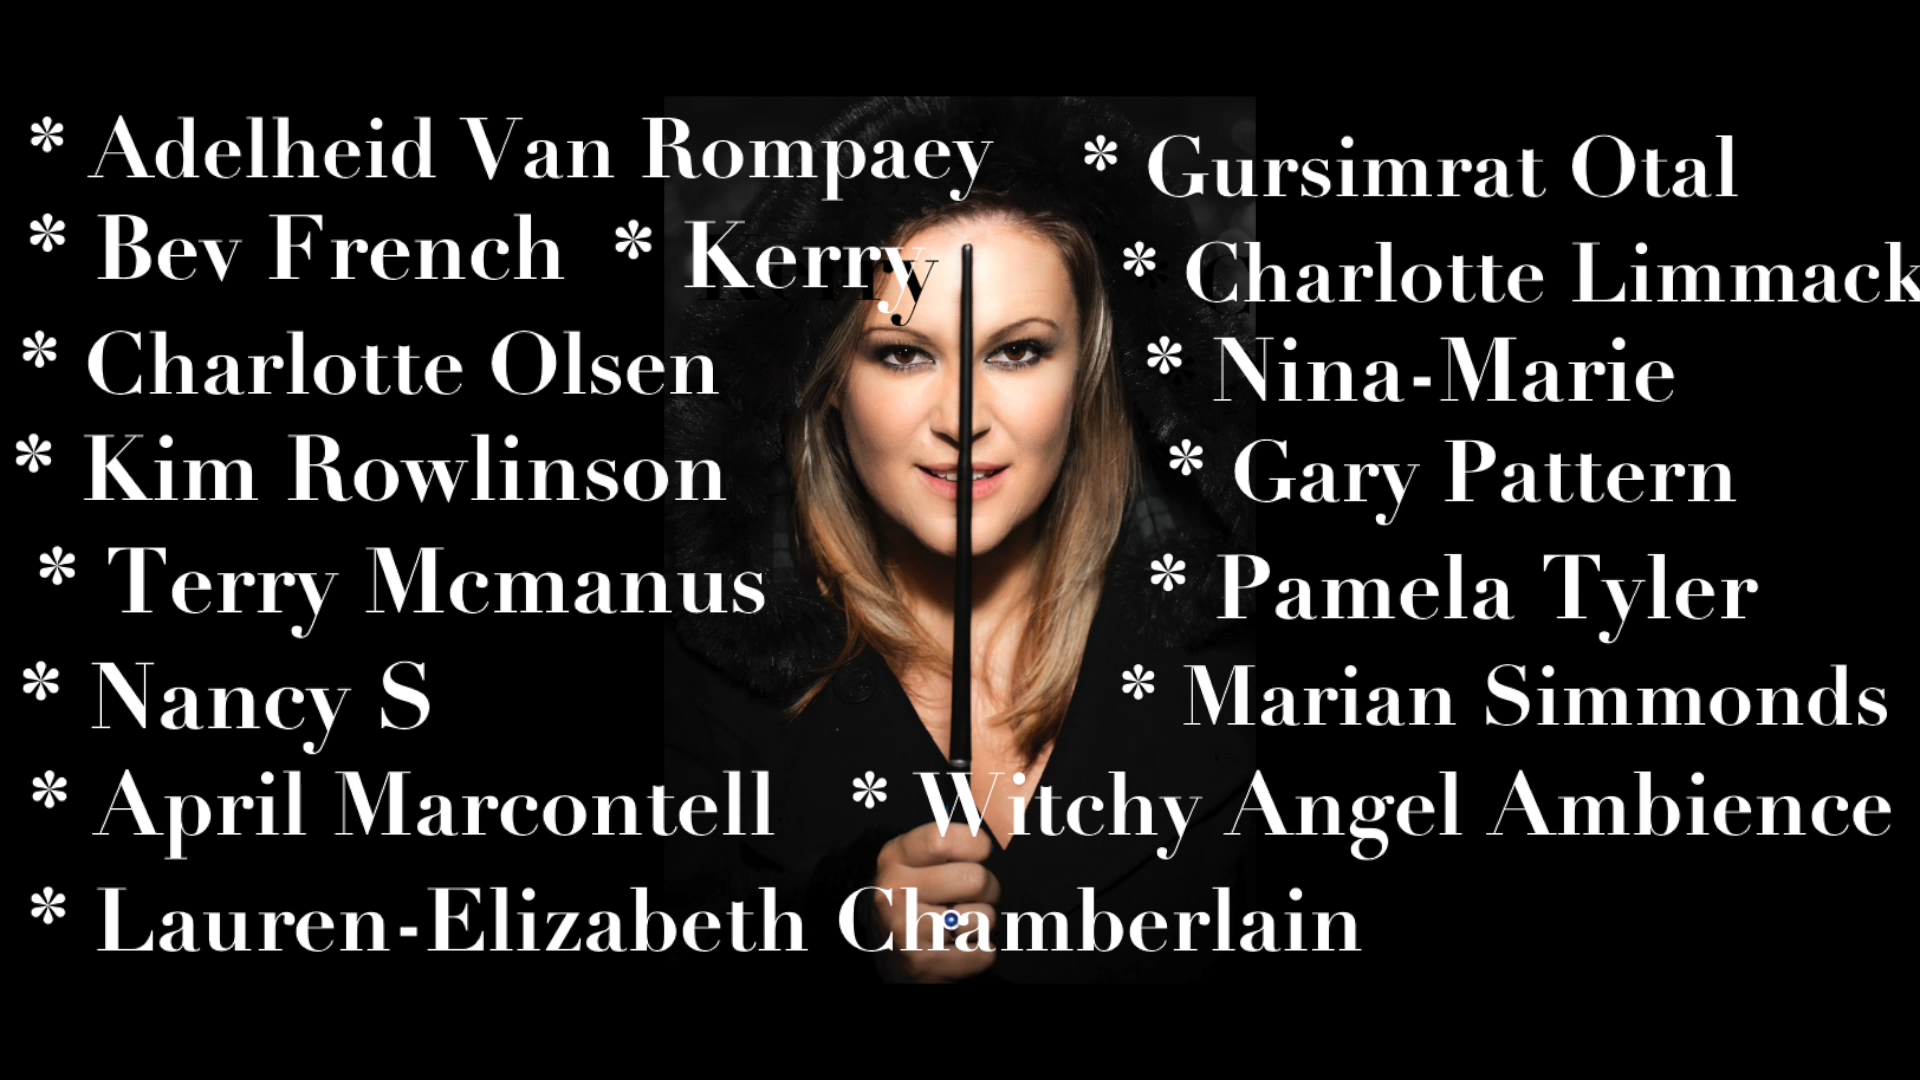 * Adelheid Van Rompaey
* Gursimrat Otal
* Bev French * Kerry
* Charlotte Limmack
* Charlotte Olsen
* Nina-Marie
* Kim Rowlinson
* Gary Pattern
* Terry Mcmanus
* Pamela Tyler
* Nancy S
* Marian Simmonds
* April Marcontell * Witchy Angel Ambience
* Lauren-Elizabeth Chamberlain